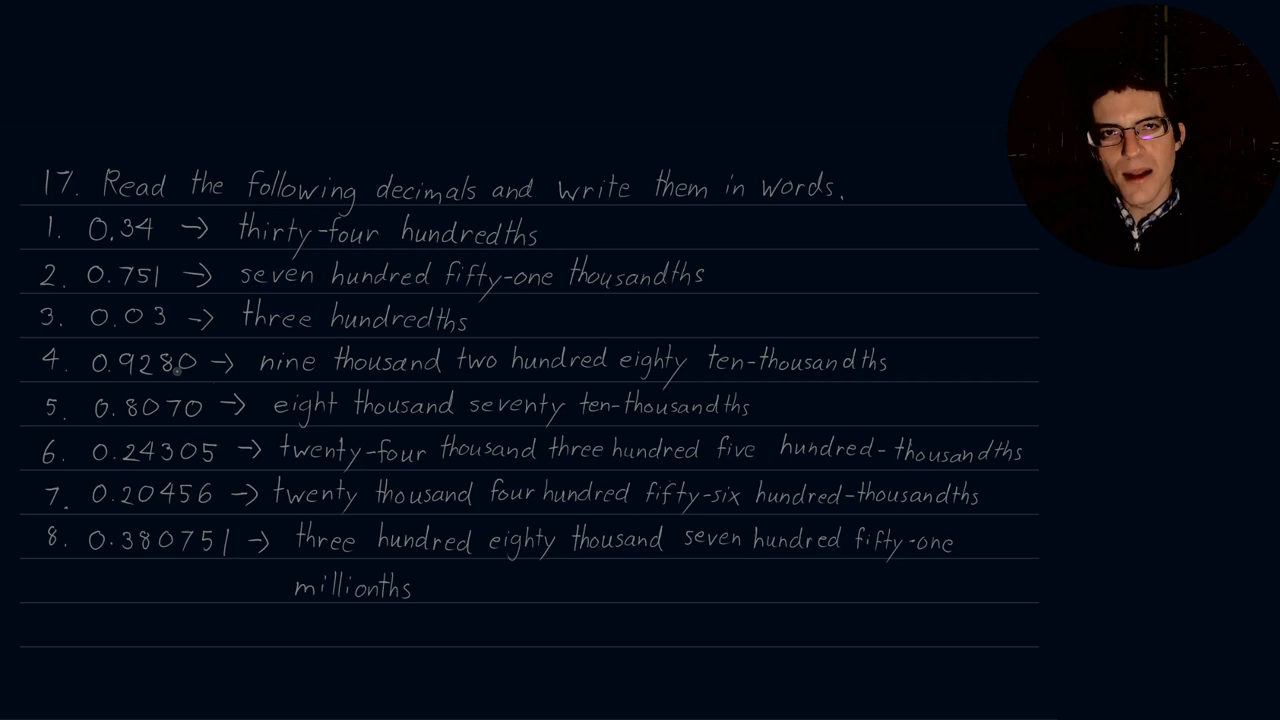 17. Read the following decimals and write them in words.
1. 0.34 → thirty-four hundredths
2. 0.751 → seven hundred fifty-one thousandths
3. 0.03 → three hundredths
4. 0.9280 → nine thousand two hundred eighty ten-thousandths
5. 0.8070 → eight thousand seventy ten-thousandths
6. 0.24305 → twenty-four thousand three hundred five hundred-thousandths
7. 0.20456 → twenty thousand four hundred fifty-six hundred-thousandths
8. 0.380751 → three hundred eighty thousand seven hundred fifty-one
millionths